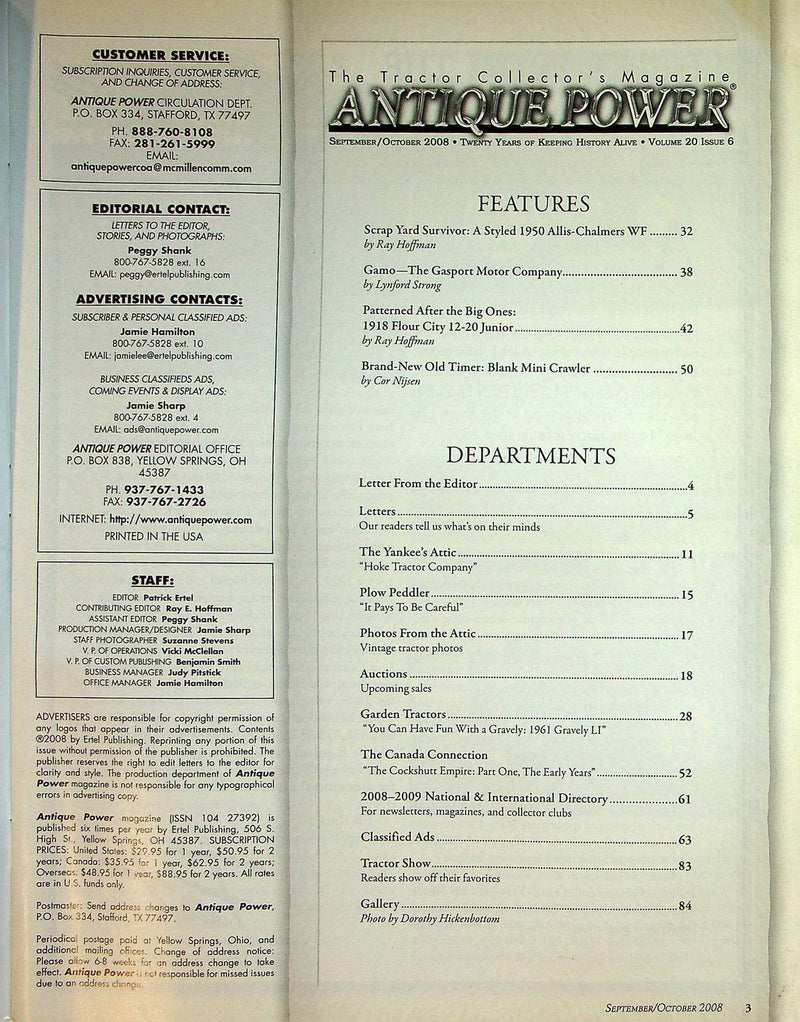 CUSTOMER SERVICE:
SUBSCRIPTION INQUIRIES, CUSTOMER SERVICE,
AND CHANGE OF ADDRESS:
ANTIQUE POWER CIRCULATION DEPT.
P.O. BOX 334, STAFFORD, TX 77497
PH. 888-760-8108
FAX: 281-261-5999
EMAIL:
antiquepowercoa@mcmillencomm.com
EDITORIAL CONTACT:
LETTERS TO THE EDITOR,
STORIES, AND PHOTOGRAPHS:
Peggy Shank
800-767-5828 ext. 16
EMAIL: peggy@ertelpublishing.com
ADVERTISING CONTACTS:
SUBSCRIBER & PERSONAL CLASSIFIED ADS:
Jamie Hamilton
800-767-5828 ext. 10
EMAIL: jamielee@ertelpublishing.com
BUSINESS CLASSIFIEDS ADS,
COMING EVENTS & DISPLAY ADS:
Jamie Sharp
800-767-5828 ext. 4
EMAIL: ads@antiquepower.com
ANTIQUE POWER EDITORIAL OFFICE
P.O. BOX 838, YELLOW SPRINGS, OH
45387
PH. 937-767-1433
FAX: 937-767-2726
INTERNET: http://www.antiquepower.com
PRINTED IN THE USA
STAFF:
EDITOR Patrick Ertel
CONTRIBUTING EDITOR Ray E. Hoffman
ASSISTANT EDITOR Peggy Shank
PRODUCTION MANAGER/DESIGNER Jamie Sharp
STAFF PHOTOGRAPHER Suzanne Stevens
V. P. OF OPERATIONS Vicki McClellan
V. P. OF CUSTOM PUBLISHING Benjamin Smith
BUSINESS MANAGER Judy Pitstick
OFFICE MANAGER Jamie Hamilton
ADVERTISERS are responsible for copyright permission of
any logos that appear in their advertisements. Contents
®2008 by Ertel Publishing. Reprinting any portion of this
issue without permission of the publisher is prohibited. The
publisher reserves the right to edit letters to the editor for
clarity and style. The production department of Antique
Power magazine is not responsible for any typographical
errors in advertising copy.
Antique Power magazine (ISSN 104 27392) is
published six times per year by Ertel Publishing, 506 S.
High St., Yellow Springs, OH 45387. SUBSCRIPTION
PRICES: United States: $29.95 for 1 year, $50.95 for 2
years; Canada: $35.95 for 1 year, $62.95 for 2 years;
Overseas: $48.95 for 1 year, $88.95 for 2 years. All rates
are in U.S. funds only.
Postmaster: Send address changes to Antique Power,
P.O. Box 334, Stafford, TX 77497.
Periodical postage paid at Yellow Springs, Ohio, and
additional mailing offices. Change of address notice:
Please allow 6-8 weeks for an address change to take
effect. Antique Power is not responsible for missed issues
due to an address change.
The Tractor Collector's Magazine
ANTIQUE POWER®
SEPTEMBER/OCTOBER 2008 • TWENTY YEARS OF KEEPING HISTORY ALIVE • VOLUME 20 ISSUE 6
FEATURES
Scrap Yard Survivor: A Styled 1950 Allis-Chalmers WF ......... 32
by Ray Hoffman
Gamo—The Gasport Motor Company.................................... 38
by Lynford Strong
Patterned After the Big Ones:
1918 Flour City 12-20 Junior....................................................42
by Ray Hoffman
Brand-New Old Timer: Blank Mini Crawler .......................... 50
by Cor Nijsen
DEPARTMENTS
Letter From the Editor..................................................................4
Letters............................................................................................5
Our readers tell us what's on their minds
The Yankee's Attic......................................................................11
"Hoke Tractor Company"
Plow Peddler...............................................................................15
"It Pays To Be Careful"
Photos From the Attic................................................................17
Vintage tractor photos
Auctions .....................................................................................18
Upcoming sales
Garden Tractors..........................................................................28
"You Can Have Fun With a Gravely: 1961 Gravely LI"
The Canada Connection
"The Cockshutt Empire: Part One, The Early Years".........................52
2008–2009 National & International Directory....................61
For newsletters, magazines, and collector clubs
Classified Ads ............................................................................63
Tractor Show..............................................................................83
Readers show off their favorites
Gallery........................................................................................84
Photo by Dorothy Hickenbottom
SEPTEMBER/OCTOBER 2008 3